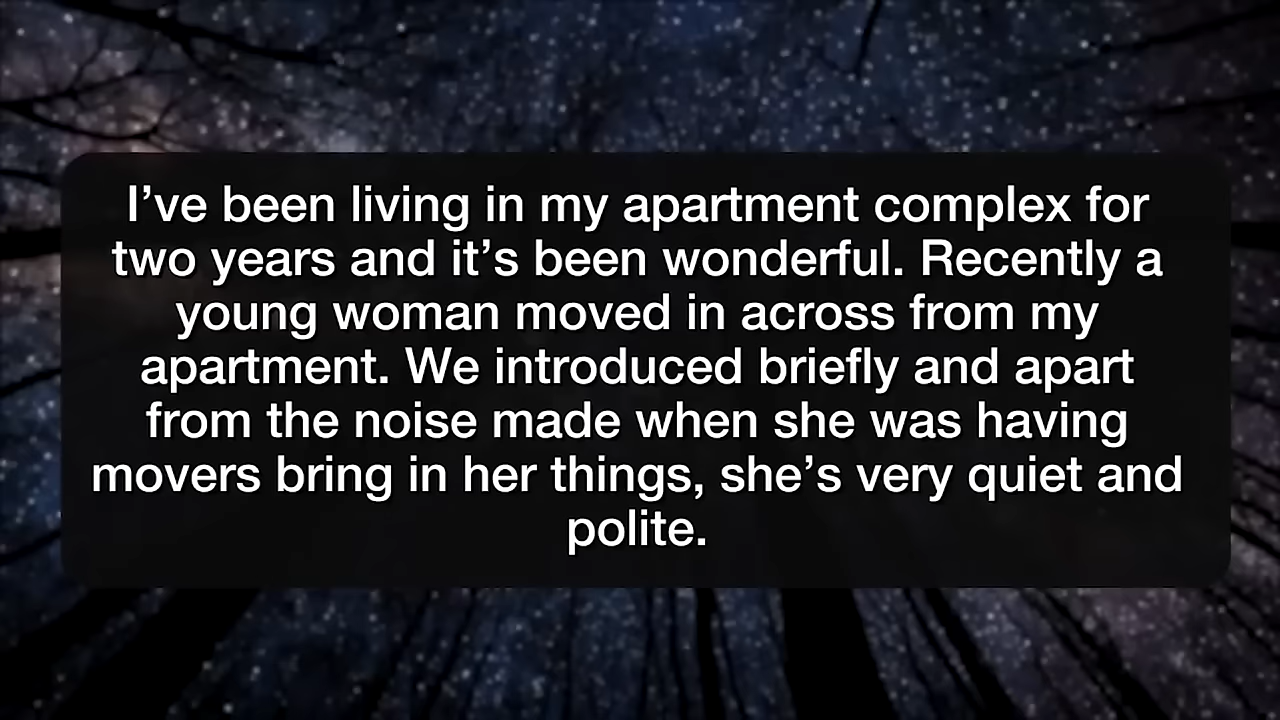 I’ve been living in my apartment complex for
two years and it’s been wonderful. Recently a
young woman moved in across from my
apartment. We introduced briefly and apart
from the noise made when she was having
movers bring in her things, she’s very quiet and
polite.